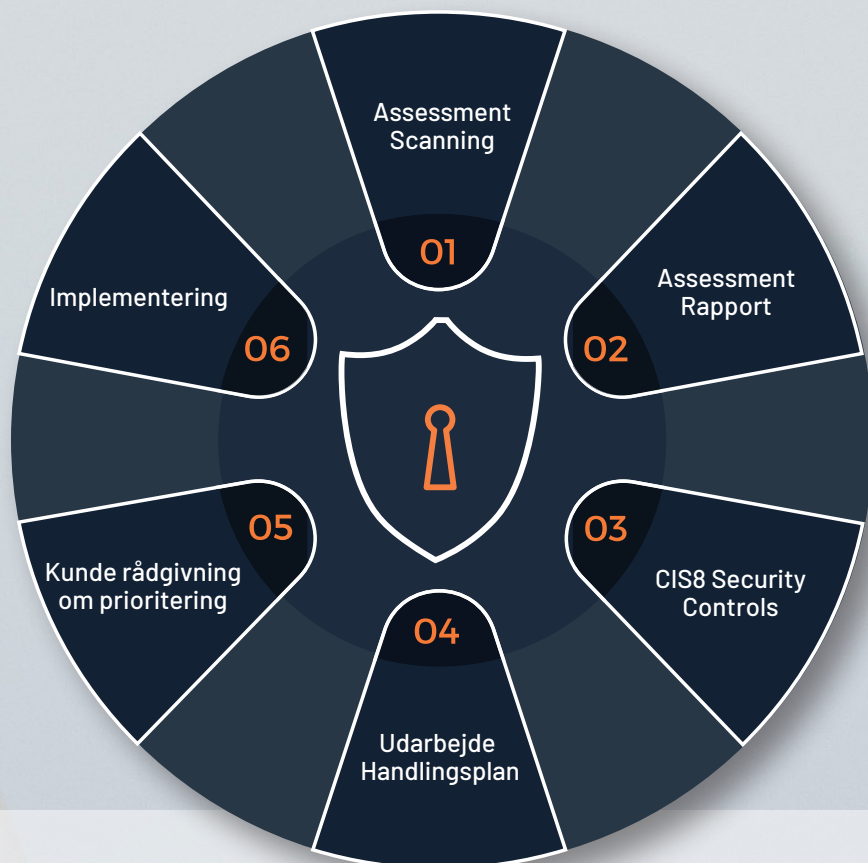 Assessment
Scanning
01
Assessment
Rapport
02
CIS8 Security
Controls
03
Udarbejde
Handlingsplan
04
Kunde rådgivning
om prioritering
05
Implementering
06